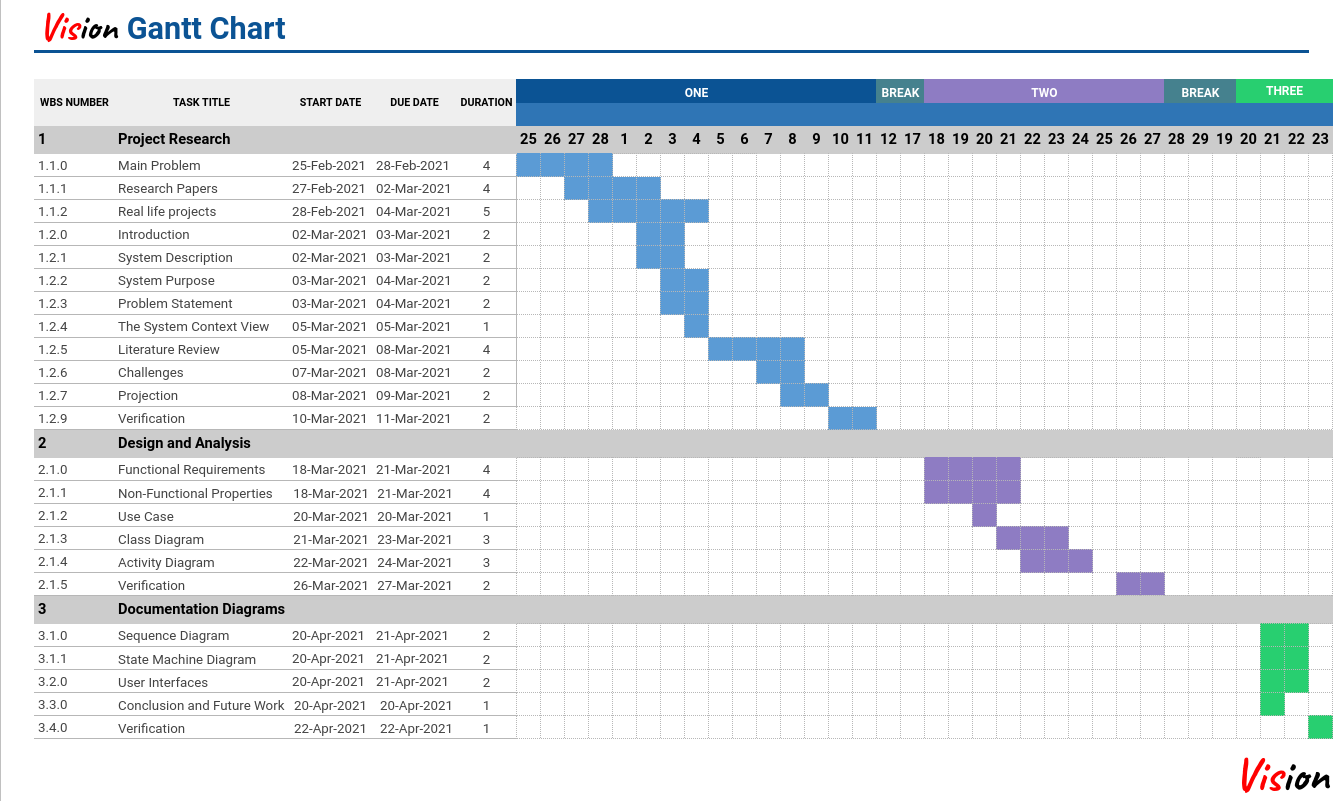 Vision Gantt Chart
WBS NUMBER TASK TITLE START DATE DUE DATE DURATION ONE BREAK TWO BREAK THREE
1 Project Research 25 26 27 28 1 2 3 4 5 6 7 8 9 10 11 12 17 18 19 20 21 22 23 24 25 26 27 28 29 19 20 21 22 23
1.1.0 Main Problem 25-Feb-2021 28-Feb-2021 4
1.1.1 Research Papers 27-Feb-2021 02-Mar-2021 4
1.1.2 Real life projects 28-Feb-2021 04-Mar-2021 5
1.2.0 Introduction 02-Mar-2021 03-Mar-2021 2
1.2.1 System Description 02-Mar-2021 03-Mar-2021 2
1.2.2 System Purpose 03-Mar-2021 04-Mar-2021 2
1.2.3 Problem Statement 03-Mar-2021 04-Mar-2021 2
1.2.4 The System Context View 05-Mar-2021 05-Mar-2021 1
1.2.5 Literature Review 05-Mar-2021 08-Mar-2021 4
1.2.6 Challenges 07-Mar-2021 08-Mar-2021 2
1.2.7 Projection 08-Mar-2021 09-Mar-2021 2
1.2.9 Verification 10-Mar-2021 11-Mar-2021 2
2 Design and Analysis
2.1.0 Functional Requirements 18-Mar-2021 21-Mar-2021 4
2.1.1 Non-Functional Properties 18-Mar-2021 21-Mar-2021 4
2.1.2 Use Case 20-Mar-2021 20-Mar-2021 1
2.1.3 Class Diagram 21-Mar-2021 23-Mar-2021 3
2.1.4 Activity Diagram 22-Mar-2021 24-Mar-2021 3
2.1.5 Verification 26-Mar-2021 27-Mar-2021 2
3 Documentation Diagrams
3.1.0 Sequence Diagram 20-Apr-2021 21-Apr-2021 2
3.1.1 State Machine Diagram 20-Apr-2021 21-Apr-2021 2
3.2.0 User Interfaces 20-Apr-2021 21-Apr-2021 2
3.3.0 Conclusion and Future Work 20-Apr-2021 20-Apr-2021 1
3.4.0 Verification 22-Apr-2021 22-Apr-2021 1
Vision